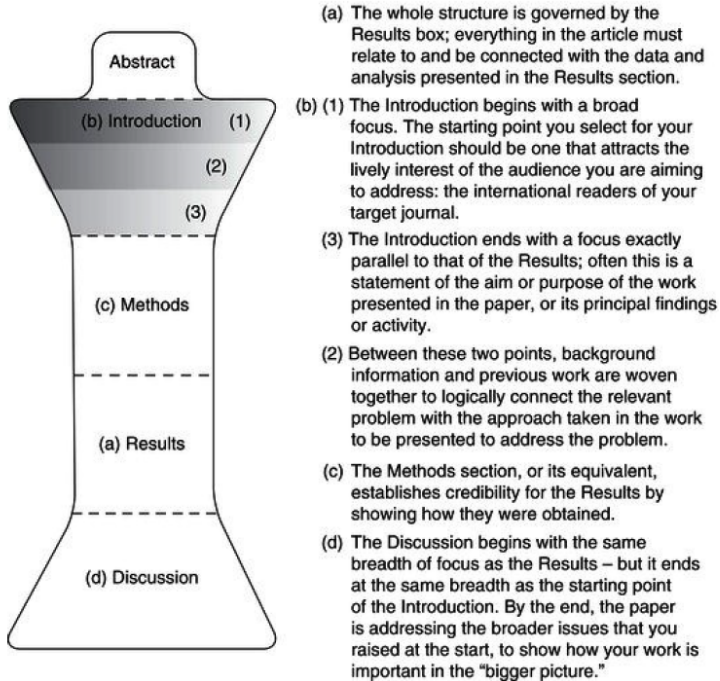 Abstract
(b) Introduction (1)
(2)
(3)
(c) Methods
(a) Results
(d) Discussion
(a) The whole structure is governed by the
Results box; everything in the article must
relate to and be connected with the data and
analysis presented in the Results section.
(b) (1) The Introduction begins with a broad
focus. The starting point you select for your
Introduction should be one that attracts the
lively interest of the audience you are aiming
to address: the international readers of your
target journal.
(3) The Introduction ends with a focus exactly
parallel to that of the Results; often this is a
statement of the aim or purpose of the work
presented in the paper, or its principal findings
or activity.
(2) Between these two points, background
information and previous work are woven
together to logically connect the relevant
problem with the approach taken in the work
to be presented to address the problem.
(c) The Methods section, or its equivalent,
establishes credibility for the Results by
showing how they were obtained.
(d) The Discussion begins with the same
breadth of focus as the Results – but it ends
at the same breadth as the starting point
of the Introduction. By the end, the paper
is addressing the broader issues that you
raised at the start, to show how your work is
important in the “bigger picture.”